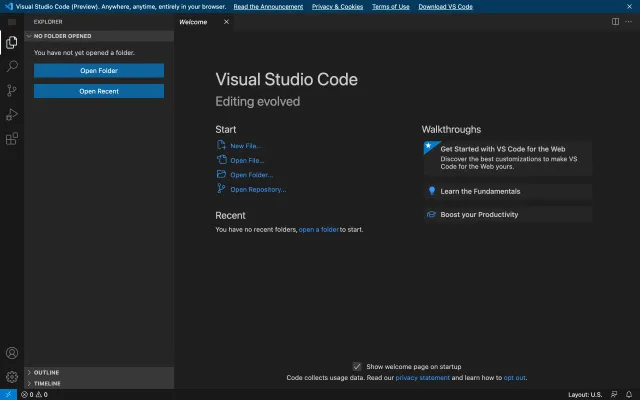 Visual Studio Code (Preview). Anywhere, anytime, entirely in your browser. Read the Announcement Privacy & Cookies Terms of Use Download VS Code
EXPLORER
Welcome
NO FOLDER OPENED
You have not yet opened a folder.
Open Folder
Open Recent
Visual Studio Code
Editing evolved
Start
New File...
Open File...
Open Folder...
Open Repository...
Recent
You have no recent folders, open a folder to start.
Walkthroughs
Get Started with VS Code for the Web
Discover the best customizations to make VS
Code for the Web yours.
Learn the Fundamentals
Boost your Productivity
Show welcome page on startup
Code collects usage data. Read our privacy statement and learn how to opt out.
OUTLINE
TIMELINE
0 0
Layout: U.S.